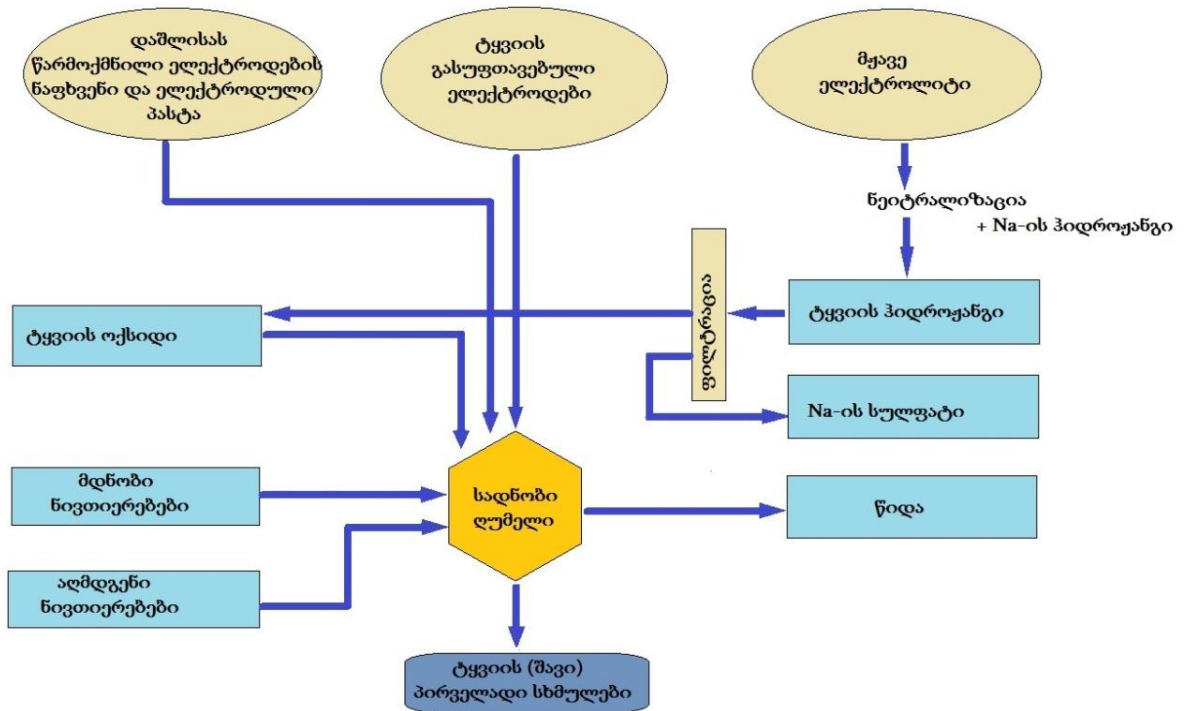 დაშლისას
წარმოქმნილი ელექტროდების
ნაფხვენი და ელექტროდული
პასტა
ტყვიის
გასუფთავებული
ელექტროდები
მჟავე
ელექტროლიტი
ნეიტრალიზაცია
+ Na-ის ჰიდროჟანგი
ფილტრაცია
ტყვიის ჰიდროჟანგი
ტყვიის ოქსიდი
Na-ის სულფატი
მდნობი
ნივთიერებები
სადნობი
ღუმელი
წიდა
აღმდგენი
ნივთიერებები
ტყვიის (შავი)
პირველადი სხმულები